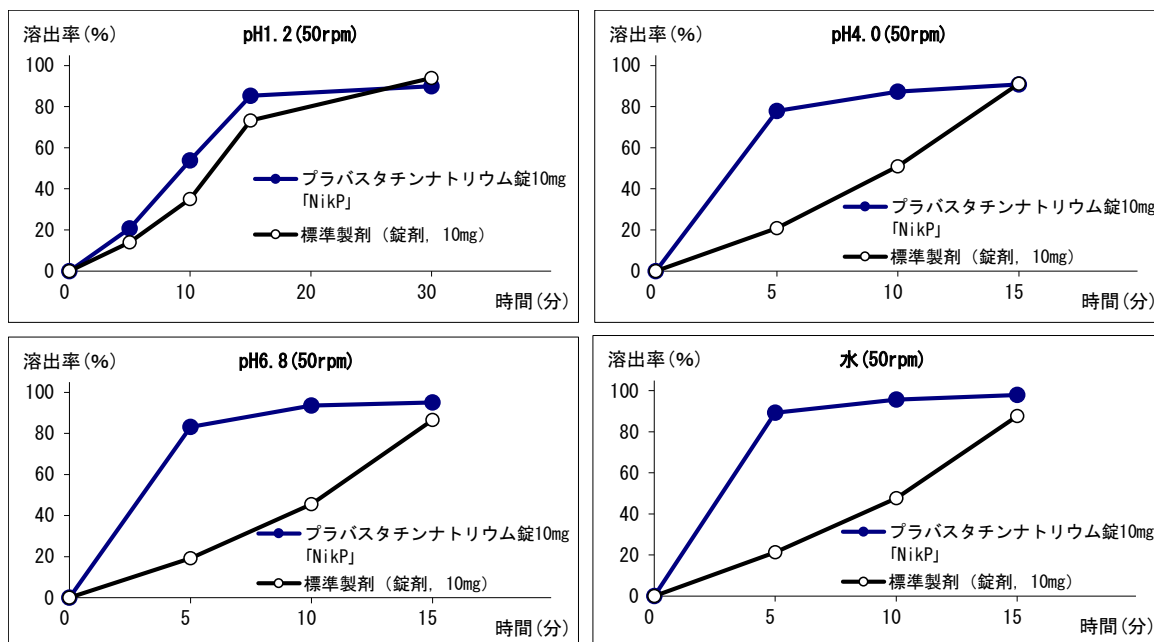 溶出率(%)
pH1.2(50rpm)
100
80
60
40
20
0
0
10
20
30
時間(分)
プラバスタチンナトリウム錠10mg
「NikP」
標準製剤(錠剤, 10mg)
溶出率(%)
pH4.0(50rpm)
100
80
60
40
20
0
0
5
10
15
時間(分)
プラバスタチンナトリウム錠10mg
「NikP」
標準製剤(錠剤, 10mg)
溶出率(%)
pH6.8(50rpm)
100
80
60
40
20
0
0
5
10
15
時間(分)
プラバスタチンナトリウム錠10mg
「NikP」
標準製剤(錠剤, 10mg)
溶出率(%)
水(50rpm)
100
80
60
40
20
0
0
5
10
15
時間(分)
プラバスタチンナトリウム錠10mg
「NikP」
標準製剤(錠剤, 10mg)